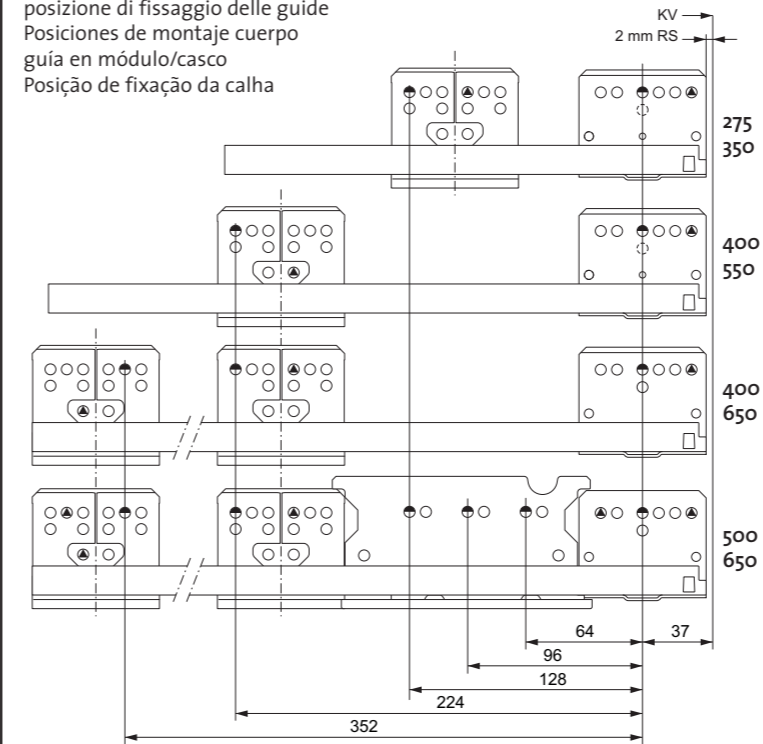 posizione di fissaggio delle guide
Posiciones de montaje cuerpo
guía en módulo/casco
Posição de fixação da calha
KV
2 mm RS
275
350
400
550
400
650
500
650
64
37
96
128
224
352